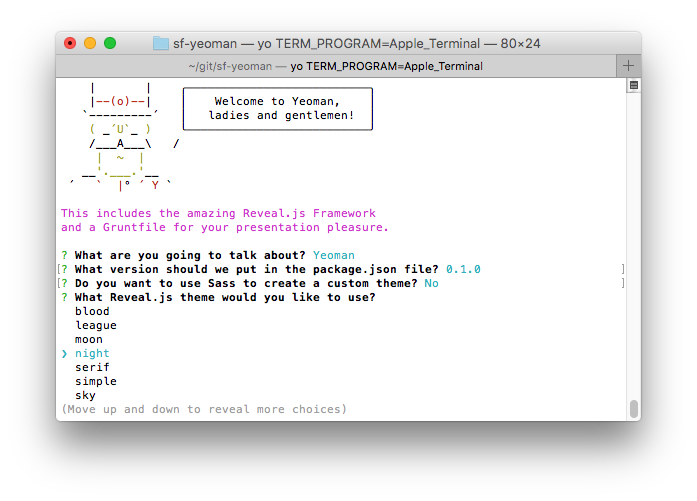 sf-yeoman — yo TERM_PROGRAM=Apple_Terminal — 80×24
~/git/sf-yeoman — yo TERM_PROGRAM=Apple_Terminal +
    |       |
    |--(o)--|      Welcome to Yeoman,
   `---------´    ladies and gentlemen!
    ( _´U`_ )
    /___A___\   /
     |  ~  |
   __'.___.'__
 ´   `  |° ´ Y `
This includes the amazing Reveal.js Framework
and a Gruntfile for your presentation pleasure.
? What are you going to talk about? Yeoman
[? What version should we put in the package.json file? 0.1.0 ]
[? Do you want to use Sass to create a custom theme? No ]
? What Reveal.js theme would you like to use?
  blood
  league
  moon
❯ night
  serif
  simple
  sky
(Move up and down to reveal more choices)